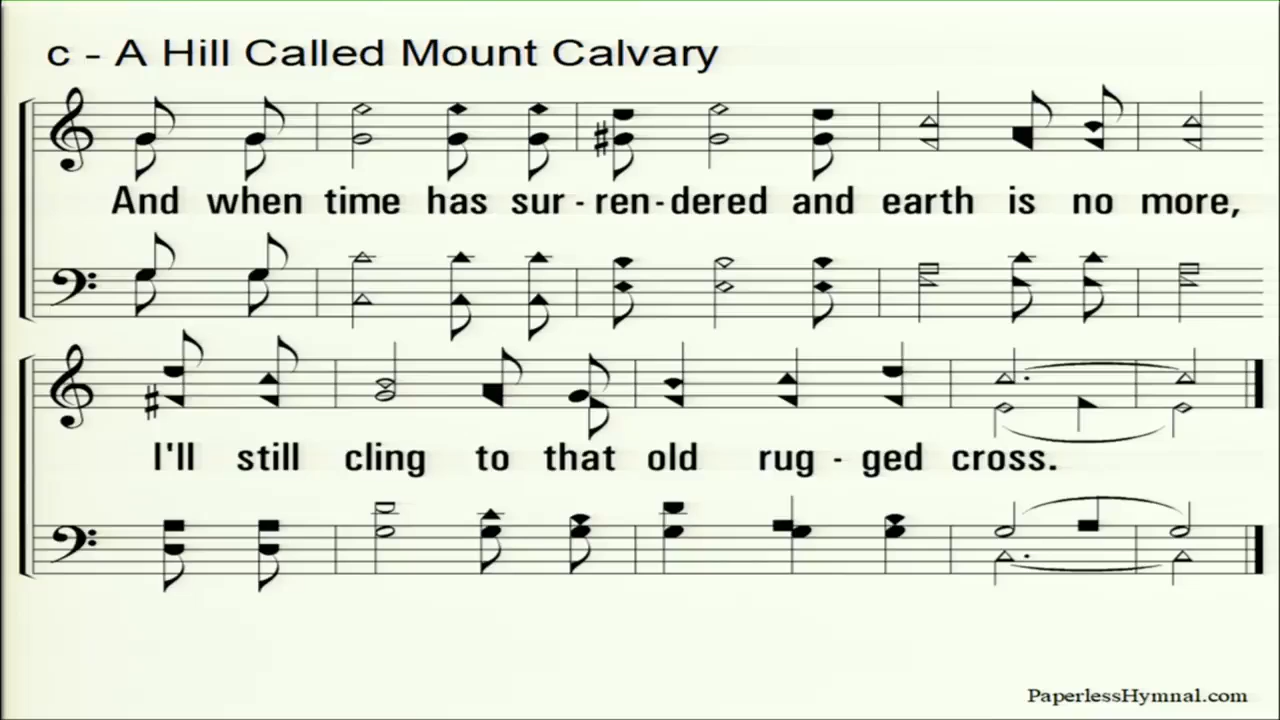 c - A Hill Called Mount Calvary
And when time has sur - ren - dered and earth is no more,
I'll still cling to that old rug - ged cross.
PaperlessHymnal.com